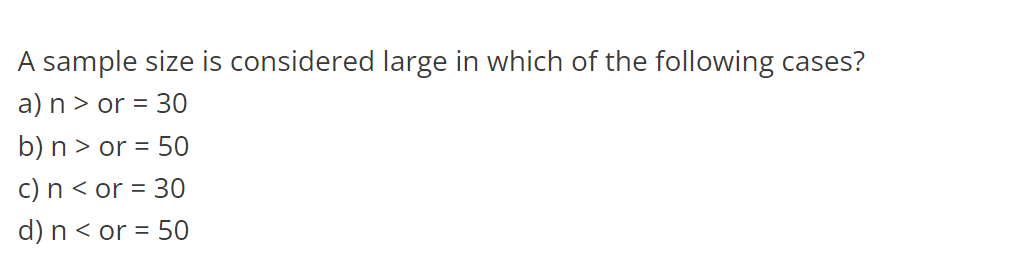 A sample size is considered large in which of the following cases?
a) n > or = 30
b) n > or = 50
c) n < or = 30
d) n < or = 50